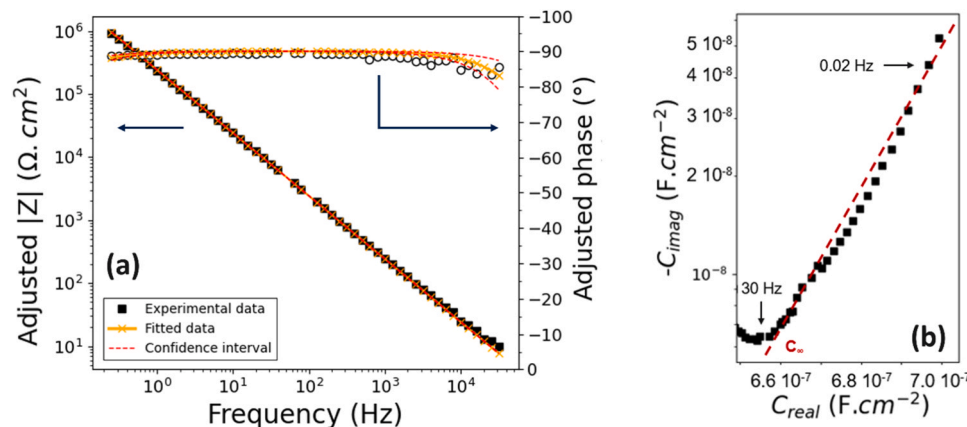 10⁶
10⁵
10⁴
10³
10²
10¹
Adjusted |Z| (Ω. cm²)
−100
−90
−80
−70
−60
−50
−40
−30
−20
−10
0
Adjusted phase (°)
(a)
Experimental data
Fitted data
Confidence interval
10⁰
10¹
10²
10³
10⁴
Frequency (Hz)
5 10⁻⁸
4 10⁻⁸
3 10⁻⁸
2 10⁻⁸
10⁻⁸
-C_imag (F.cm⁻²)
0.02 Hz
30 Hz
C∞
(b)
6.6 10⁻⁷ 6.8 10⁻⁷ 7.0 10⁻⁷
C_real (F.cm⁻²)